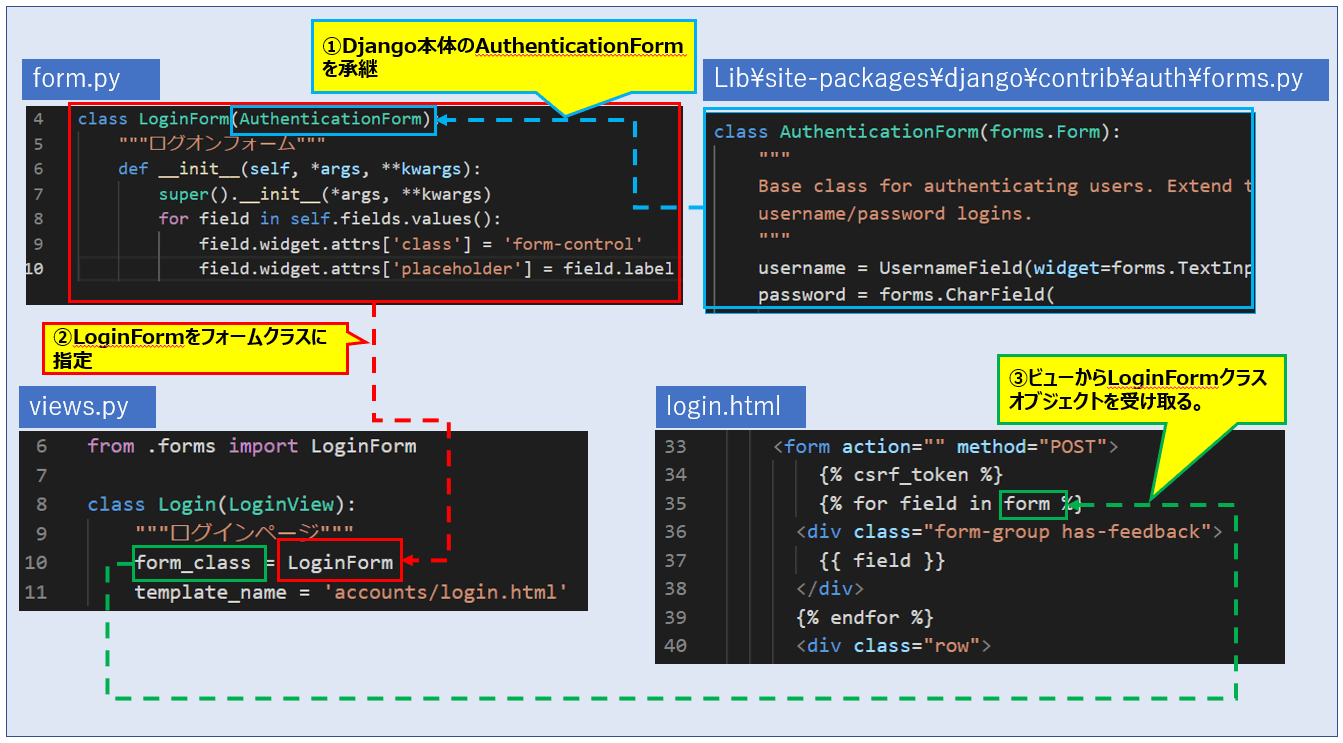 ①Django本体のAuthenticationForm
を承継
form.py
Lib¥site-packages¥django¥contrib¥auth¥forms.py
4 class LoginForm(AuthenticationForm)
5 """ログオンフォーム"""
6 def __init__(self, *args, **kwargs):
7 super().__init__(*args, **kwargs)
8 for field in self.fields.values():
9 field.widget.attrs['class'] = 'form-control'
10 field.widget.attrs['placeholder'] = field.label
class AuthenticationForm(forms.Form):
"""
Base class for authenticating users. Extend t
username/password logins.
"""
username = UsernameField(widget=forms.TextInp
password = forms.CharField(
②LoginFormをフォームクラスに
指定
views.py
6 from .forms import LoginForm
7
8 class Login(LoginView):
9 """ログインページ"""
10 form_class = LoginForm
11 template_name = 'accounts/login.html'
③ビューからLoginFormクラス
オブジェクトを受け取る。
login.html
33 <form action="" method="POST">
34 {% csrf_token %}
35 {% for field in form %}
36 <div class="form-group has-feedback">
37 {{ field }}
38 </div>
39 {% endfor %}
40 <div class="row">